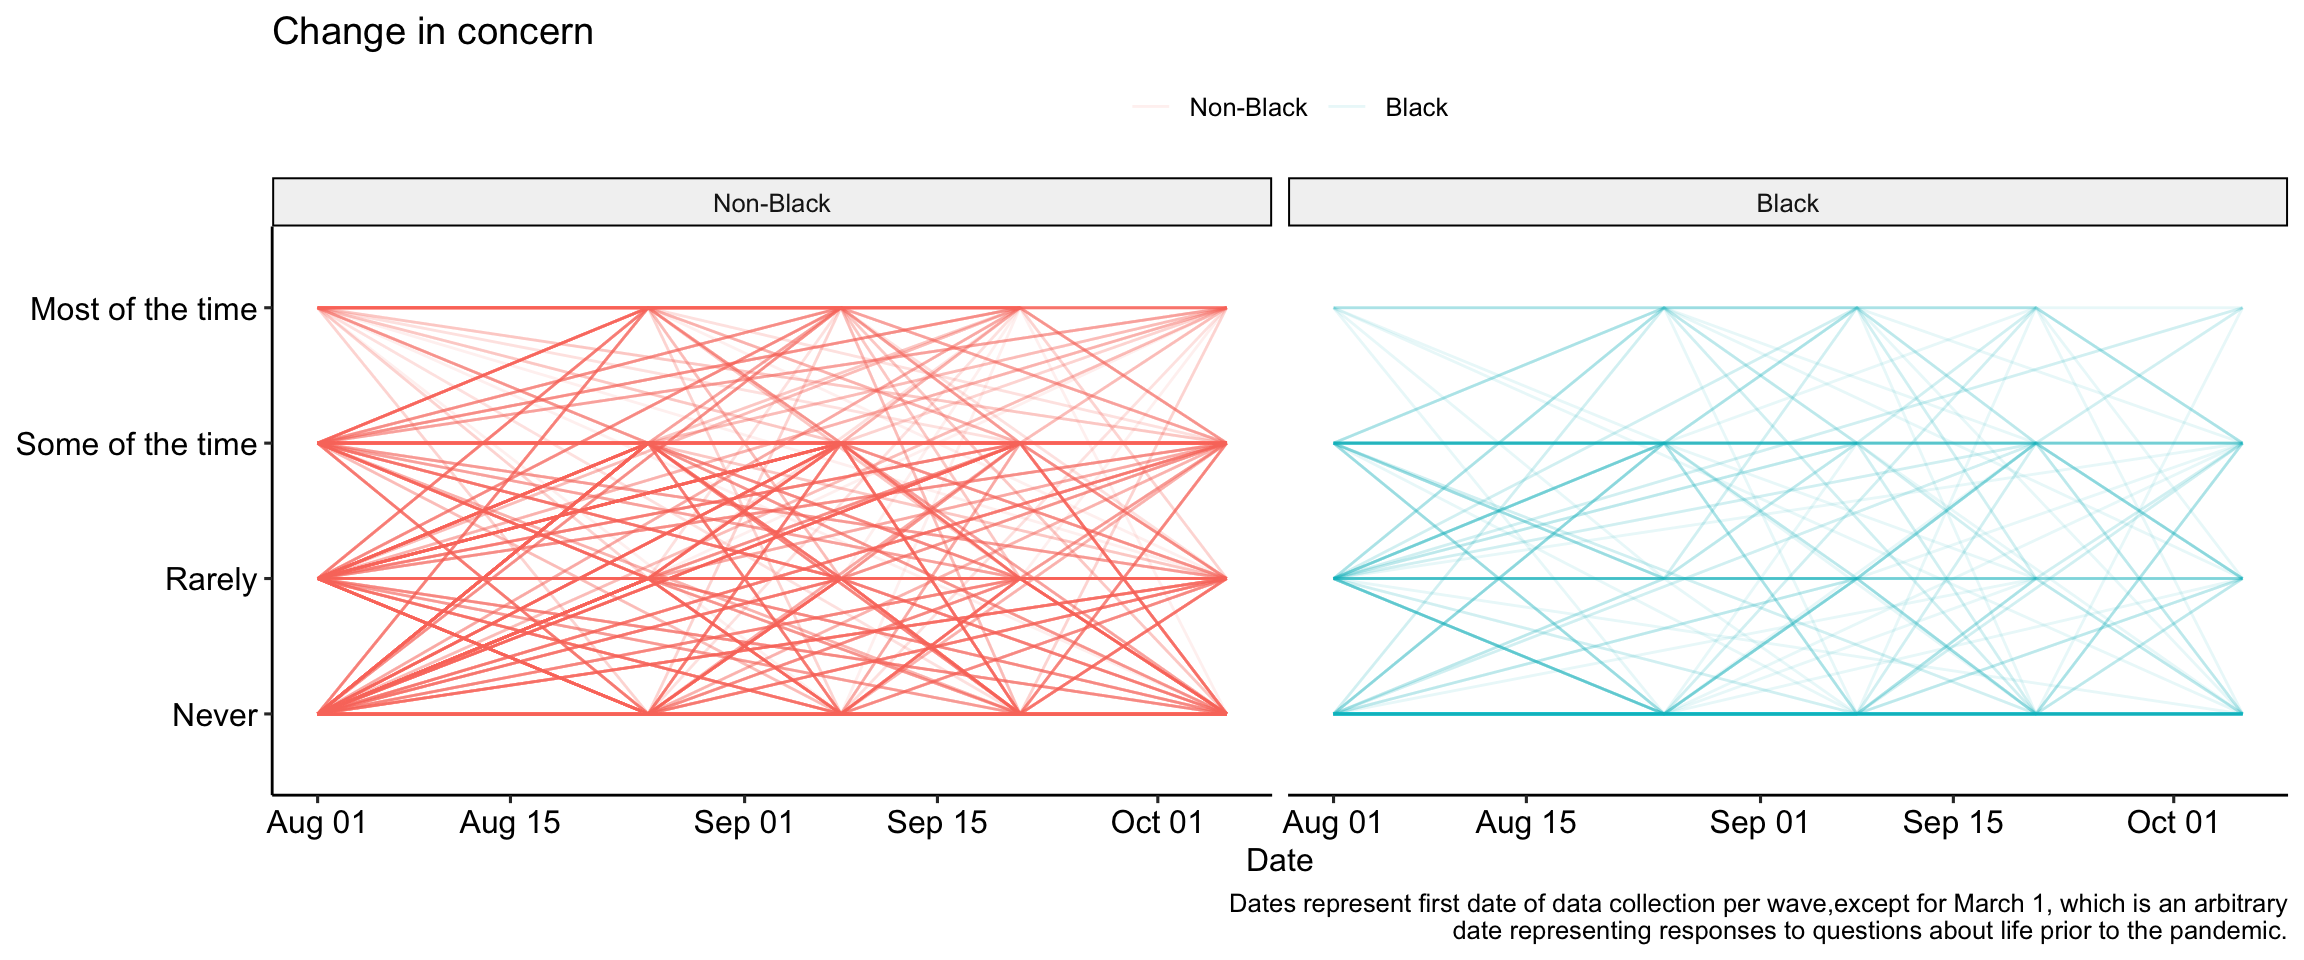 Change in concern
Non-Black Black
Non-Black Black
Most of the time
Some of the time
Rarely
Never
Aug 01 Aug 15 Sep 01 Sep 15 Oct 01 Aug 01 Aug 15 Sep 01 Sep 15 Oct 01
Date
Dates represent first date of data collection per wave,except for March 1, which is an arbitrary
date representing responses to questions about life prior to the pandemic.